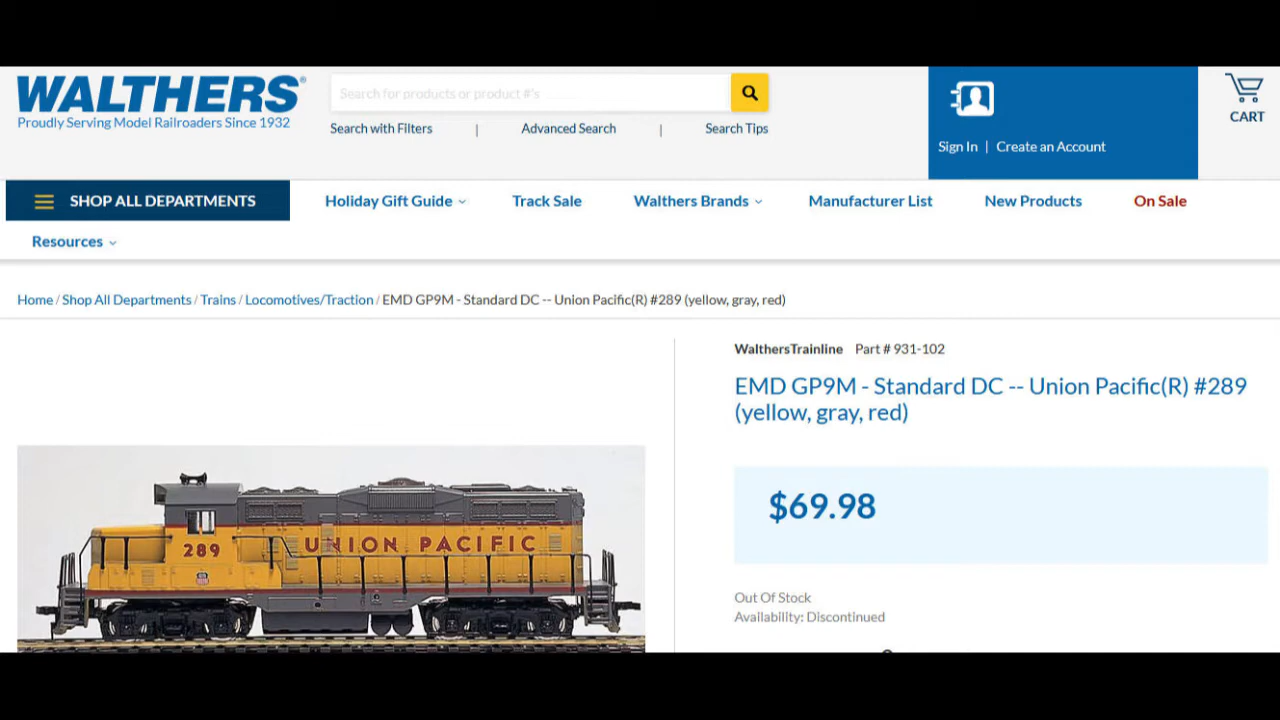 WALTHERS®
Proudly Serving Model Railroaders Since 1932
Search for products or product #'s
Search with Filters | Advanced Search | Search Tips
Sign In | Create an Account
CART
SHOP ALL DEPARTMENTS
Holiday Gift Guide
Track Sale
Walthers Brands
Manufacturer List
New Products
On Sale
Resources
Home / Shop All Departments / Trains / Locomotives/Traction / EMD GP9M - Standard DC -- Union Pacific(R) #289 (yellow, gray, red)
WalthersTrainline Part # 931-102
EMD GP9M - Standard DC -- Union Pacific(R) #289
(yellow, gray, red)
$69.98
Out Of Stock
Availability: Discontinued
289
UNION PACIFIC